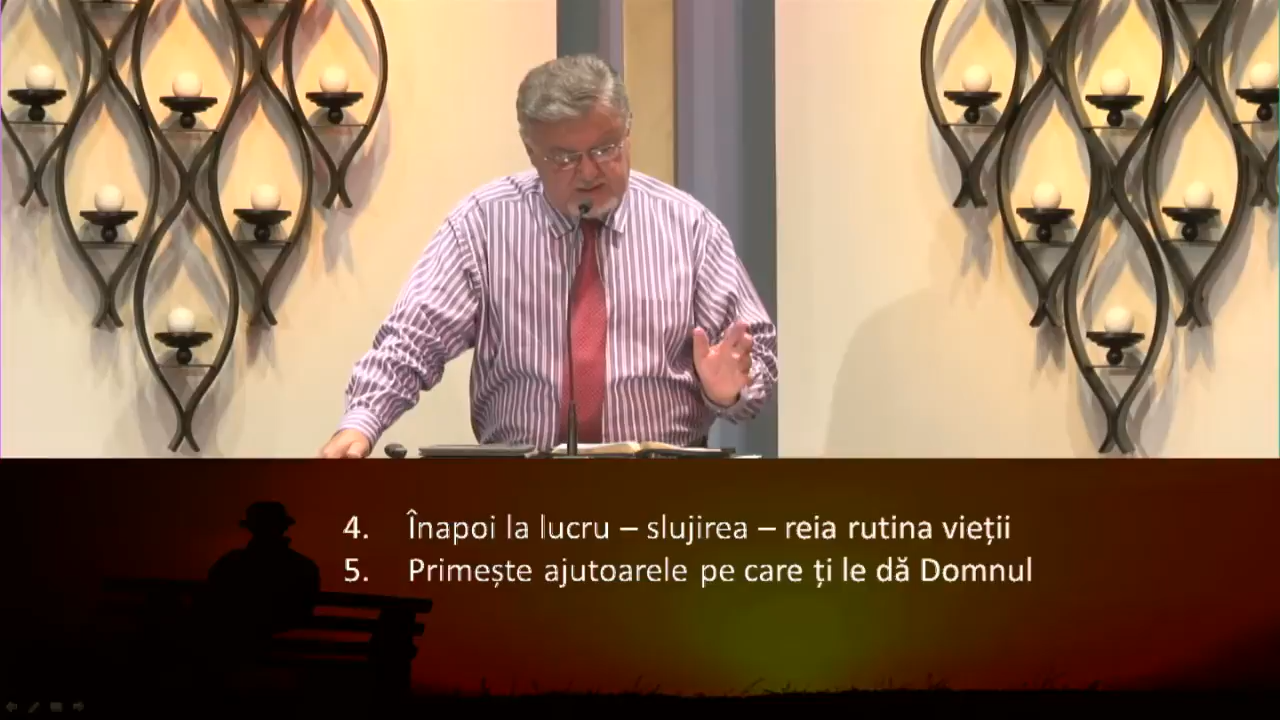 4. Înapoi la lucru – slujirea – reia rutina vieții
5. Primește ajutoarele pe care ți le dă Domnul